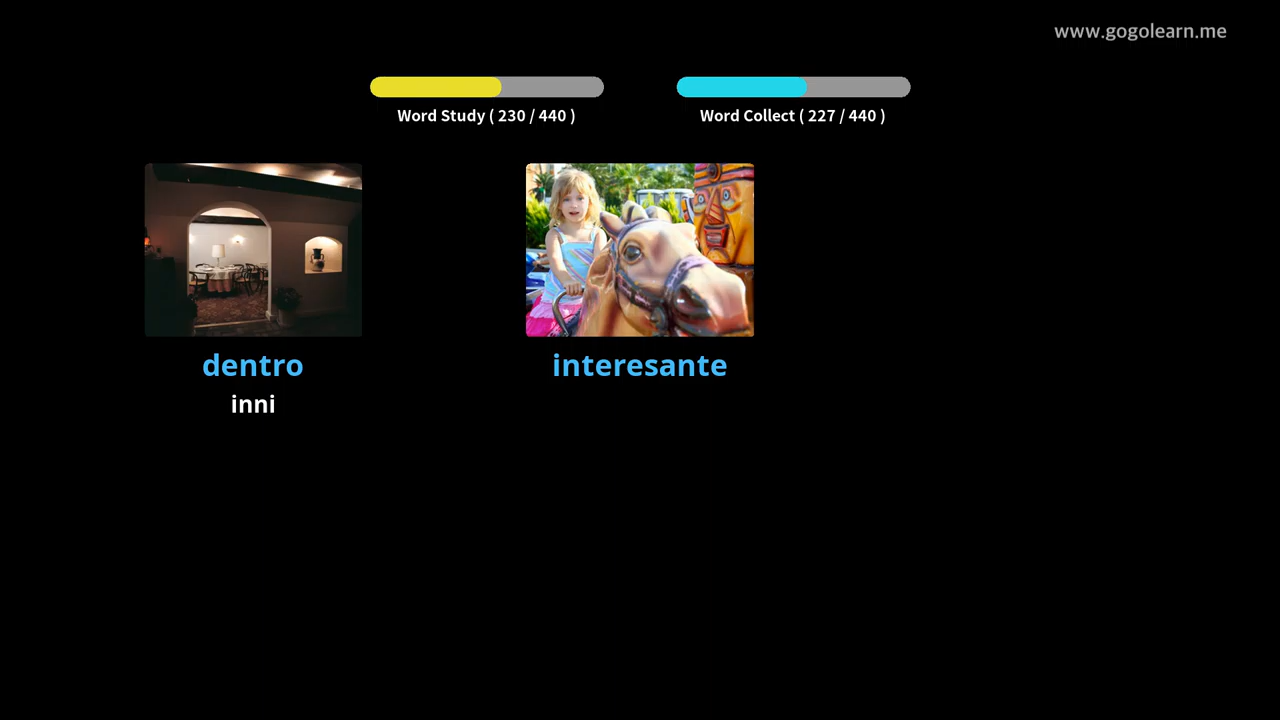 www.gogolearn.me
Word Study ( 230 / 440 )
Word Collect ( 227 / 440 )
dentro
interesante
inni